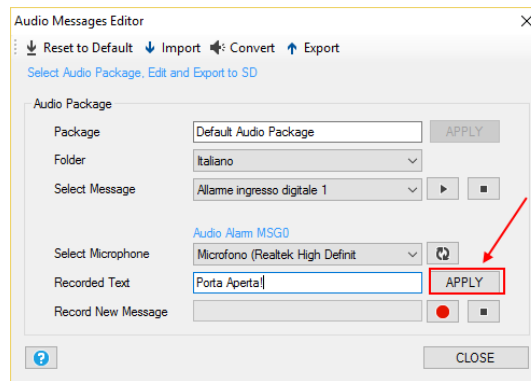 Audio Messages Editor
Reset to Default Import Convert Export
Select Audio Package, Edit and Export to SD
Audio Package
Package Default Audio Package APPLY
Folder Italiano
Select Message Allarme ingresso digitale 1
Audio Alarm MSG0
Select Microphone Microfono (Realtek High Definit
Recorded Text Porta Aperta! APPLY
Record New Message
? CLOSE